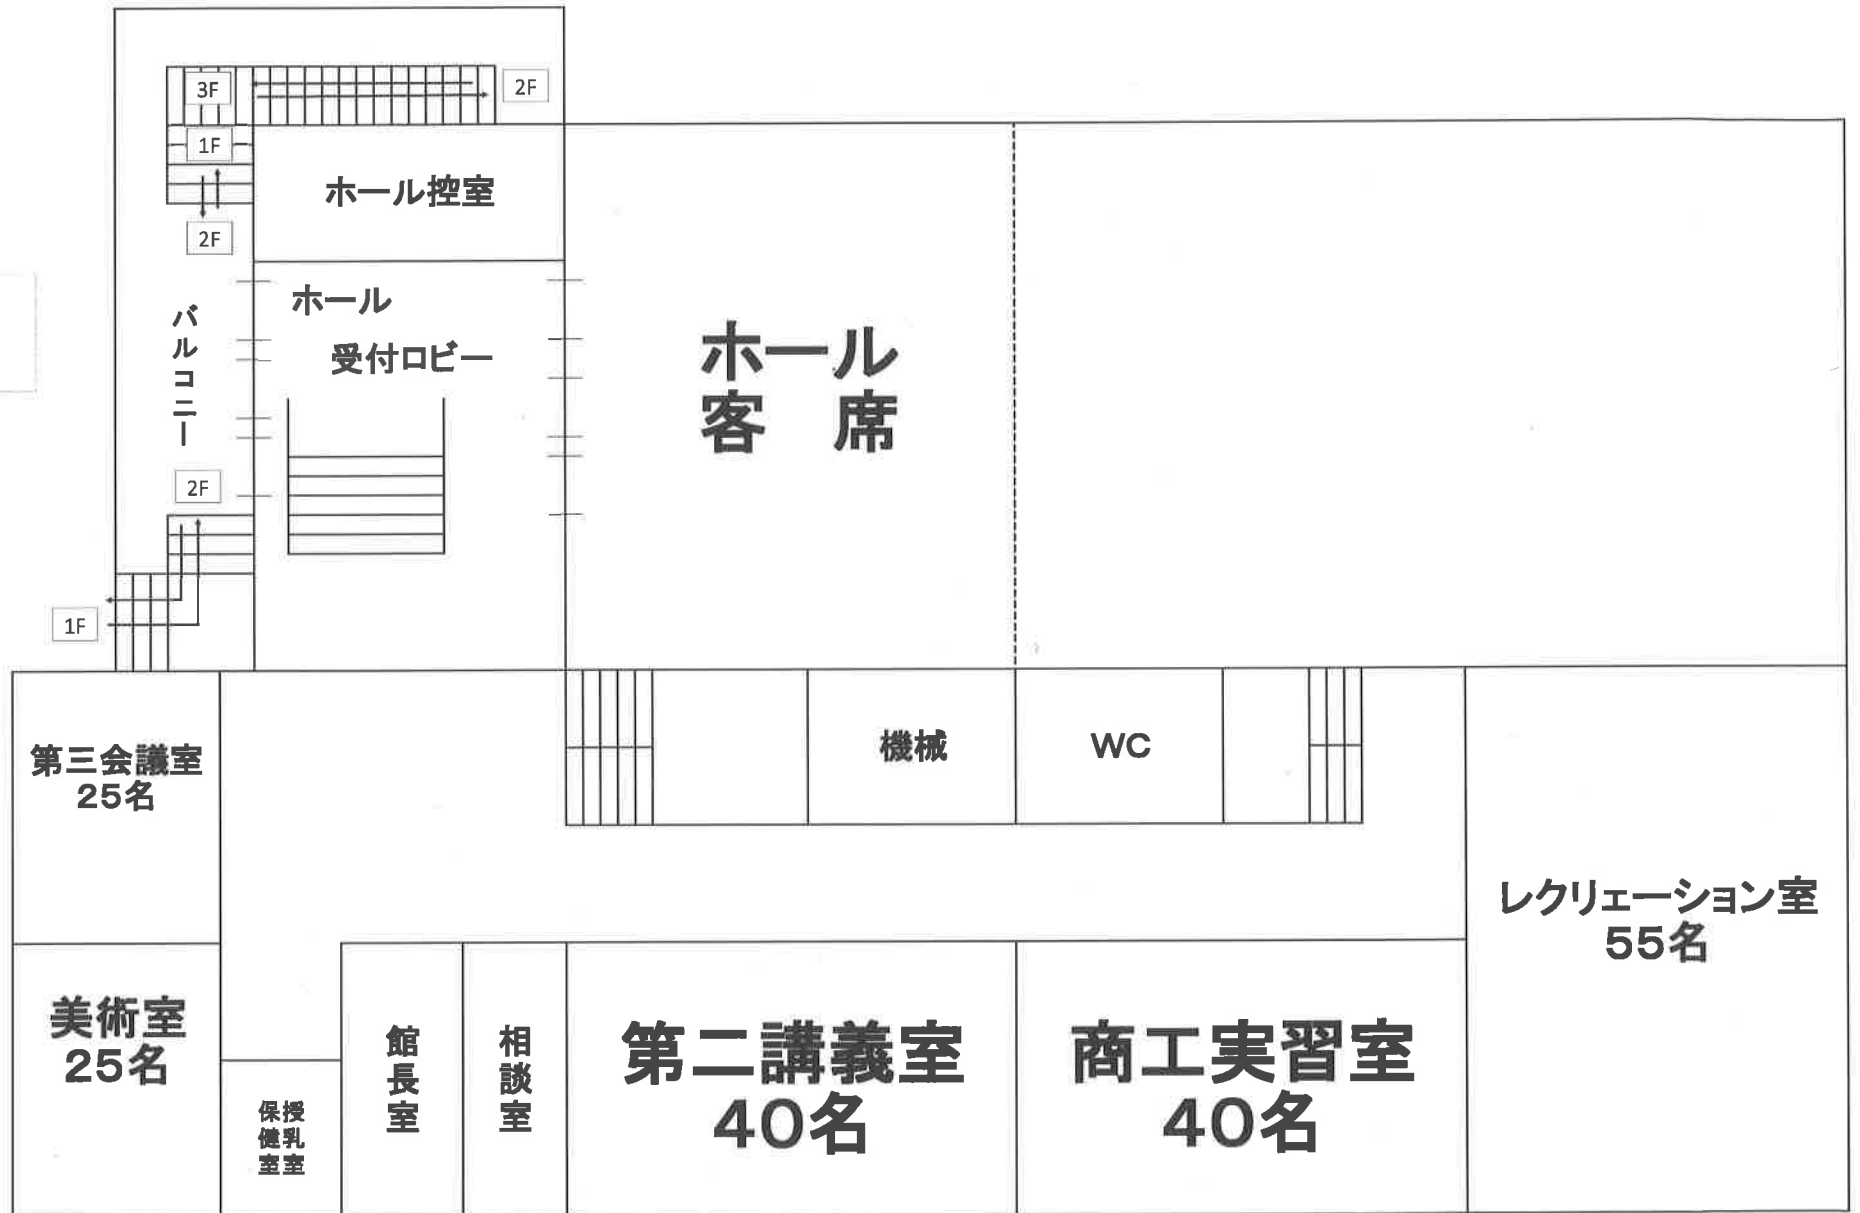 3F
2F
1F
ホール控室
2F
ホール
受付ロビー
バルコニー
ホール
客 席
2F
1F
第三会議室
25名
機械
WC
レクリェーション室
55名
美術室
25名
授乳室
保健室
館長室
相談室
第二講義室
40名
商工実習室
40名